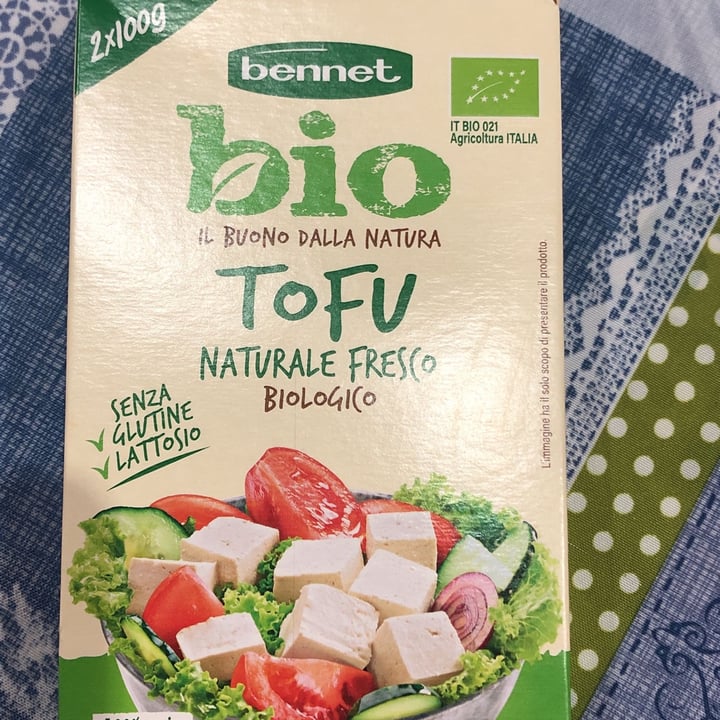 2x100g
bennet
bio
IT BIO 021
Agricoltura ITALIA
IL BUONO DALLA NATURA
TOFU
NATURALE FRESCO
BIOLOGICO
SENZA
GLUTINE
LATTOSIO
L'immagine ha il solo scopo di presentare il prodotto.